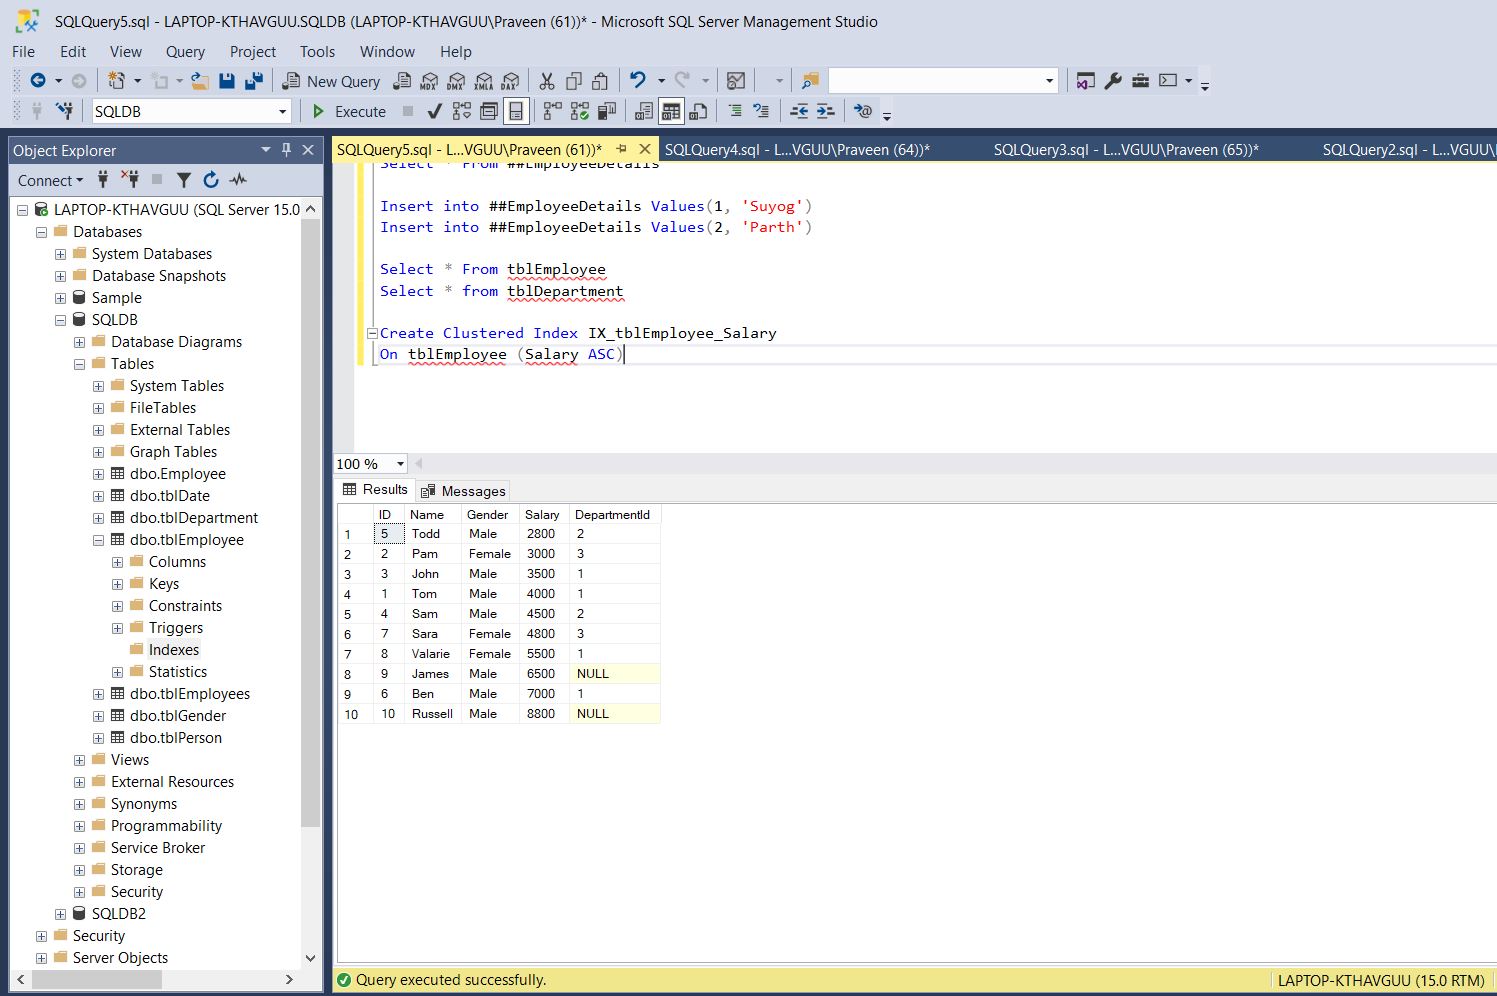 SQLQuery5.sql - LAPTOP-KTHAVGUU.SQLDB (LAPTOP-KTHAVGUU\Praveen (61))* - Microsoft SQL Server Management Studio
File Edit View Query Project Tools Window Help
New Query MDX DMX XMLA DAX
SQLDB Execute
Object Explorer
Connect
LAPTOP-KTHAVGUU (SQL Server 15.0
Databases
System Databases
Database Snapshots
Sample
SQLDB
Database Diagrams
Tables
System Tables
FileTables
External Tables
Graph Tables
dbo.Employee
dbo.tblDate
dbo.tblDepartment
dbo.tblEmployee
Columns
Keys
Constraints
Triggers
Indexes
Statistics
dbo.tblEmployees
dbo.tblGender
dbo.tblPerson
Views
External Resources
Synonyms
Programmability
Service Broker
Storage
Security
SQLDB2
Security
Server Objects
SQLQuery5.sql - L...VGUU\Praveen (61))* SQLQuery4.sql - L...VGUU\Praveen (64))* SQLQuery3.sql - L...VGUU\Praveen (65))* SQLQuery2.sql - L...VGUU\
Select * From ##EmployeeDetails
Insert into ##EmployeeDetails Values(1, 'Suyog')
Insert into ##EmployeeDetails Values(2, 'Parth')
Select * From tblEmployee
Select * from tblDepartment
Create Clustered Index IX_tblEmployee_Salary
On tblEmployee (Salary ASC)
100 %
Results Messages
ID Name Gender Salary DepartmentId
1 5 Todd Male 2800 2
2 2 Pam Female 3000 3
3 3 John Male 3500 1
4 1 Tom Male 4000 1
5 4 Sam Male 4500 2
6 7 Sara Female 4800 3
7 8 Valarie Female 5500 1
8 9 James Male 6500 NULL
9 6 Ben Male 7000 1
10 10 Russell Male 8800 NULL
Query executed successfully. LAPTOP-KTHAVGUU (15.0 RTM)